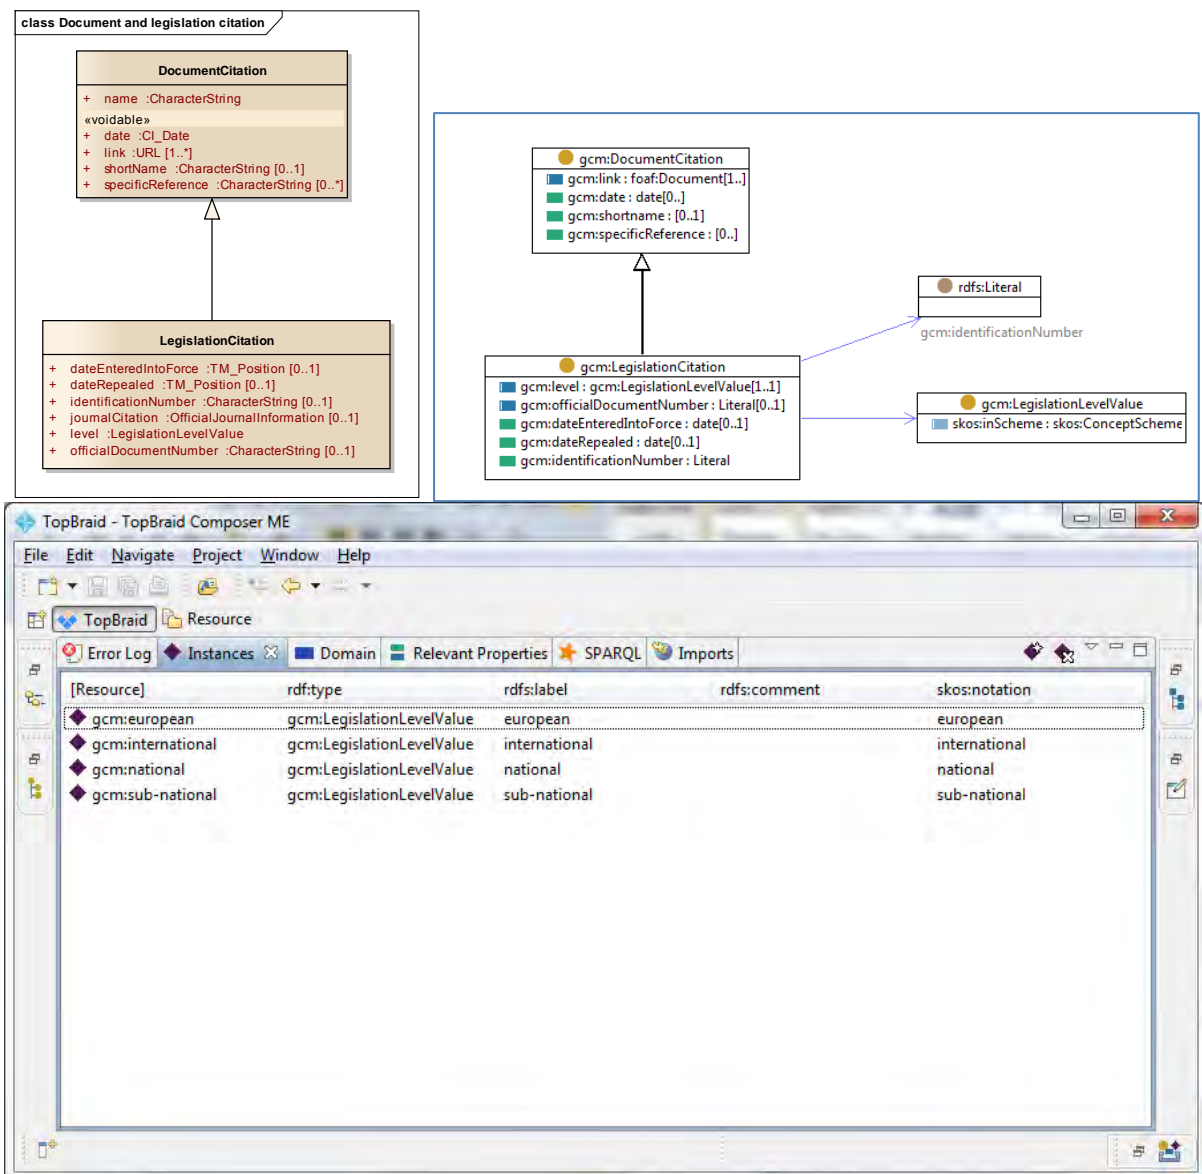 class Document and legislation citation
DocumentCitation
+ name :CharacterString
«voidable»
+ date :CI_Date
+ link :URL [1..*]
+ shortName :CharacterString [0..1]
+ specificReference :CharacterString [0..*]
LegislationCitation
+ dateEnteredIntoForce :TM_Position [0..1]
+ dateRepealed :TM_Position [0..1]
+ identificationNumber :CharacterString [0..1]
+ journalCitation :OfficialJournalInformation [0..1]
+ level :LegislationLevelValue
+ officialDocumentNumber :CharacterString [0..1]
gcm:DocumentCitation
gcm:link : foaf:Document[1..]
gcm:date : date[0..]
gcm:shortname : [0..1]
gcm:specificReference : [0..]
rdfs:Literal
gcm:identificationNumber
gcm:LegislationCitation
gcm:level : gcm:LegislationLevelValue[1..1]
gcm:officialDocumentNumber : Literal[0..1]
gcm:dateEnteredIntoForce : date[0..1]
gcm:dateRepealed : date[0..1]
gcm:identificationNumber : Literal
gcm:LegislationLevelValue
skos:inScheme : skos:ConceptScheme
TopBraid - TopBraid Composer ME
File Edit Navigate Project Window Help
TopBraid Resource
Error Log Instances Domain Relevant Properties SPARQL Imports
[Resource] rdf:type rdfs:label rdfs:comment skos:notation
gcm:european gcm:LegislationLevelValue european european
gcm:international gcm:LegislationLevelValue international international
gcm:national gcm:LegislationLevelValue national national
gcm:sub-national gcm:LegislationLevelValue sub-national sub-national